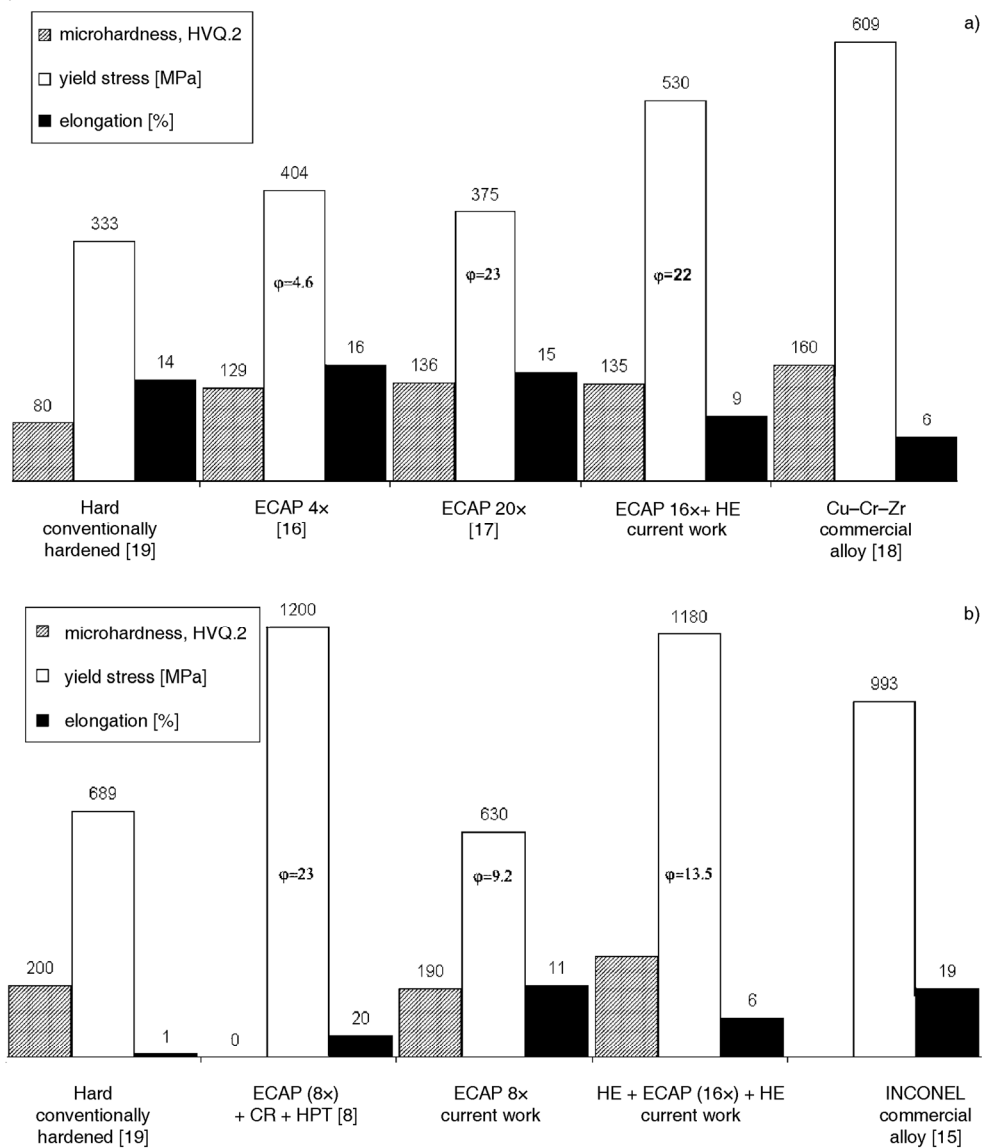 a)
microhardness, HVQ.2
yield stress [MPa]
elongation [%]
609
530
404
375
333
φ=4.6
φ=23
φ=22
160
16
15
14
129
136
135
80
9
6
Hard
conventionally
hardened [19]
ECAP 4×
[16]
ECAP 20×
[17]
ECAP 16×+ HE
current work
Cu–Cr–Zr
commercial
alloy [18]
b)
microhardness, HVQ.2
yield stress [MPa]
elongation [%]
1200
1180
993
689
630
φ=23
φ=9.2
φ=13.5
200
190
11
19
1
0
20
6
Hard
conventionally
hardened [19]
ECAP (8×)
+ CR + HPT [8]
ECAP 8×
current work
HE + ECAP (16×) + HE
current work
INCONEL
commercial
alloy [15]